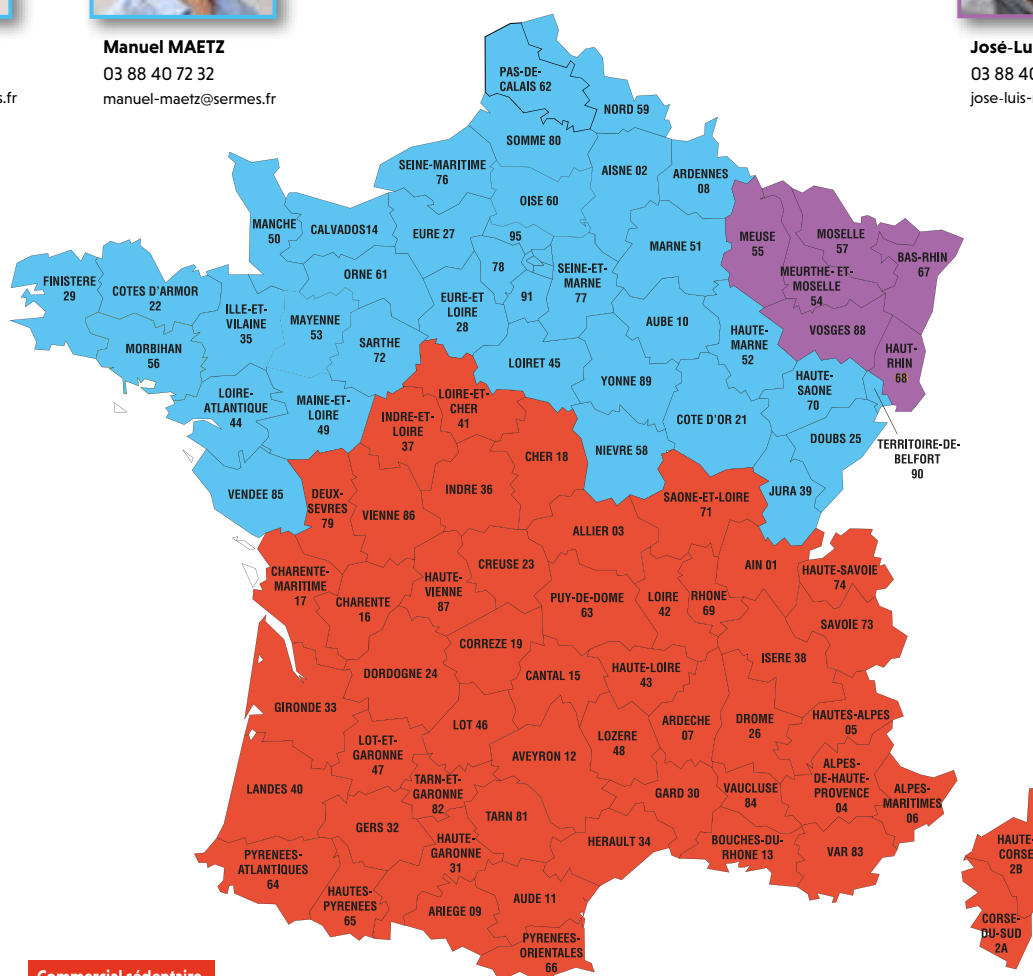 Manuel MAETZ
03 88 40 72 32
manuel-maetz@sermes.fr
s.fr
José-Lu
03 88 40
jose-luis-
PAS-DE-
CALAIS 62
NORD 59
SOMME 80
SEINE-MARITIME
76
AISNE 02
ARDENNES
08
OISE 60
MANCHE
50
CALVADOS14
EURE 27
95
MARNE 51
MEUSE
55
MOSELLE
57
BAS-RHIN
67
78
SEINE-ET-
MARNE
77
MEURTHE- ET-
MOSELLE
54
FINISTERE
29
COTES D'ARMOR
22
ORNE 61
91
ILLE-ET-
VILAINE
35
MAYENNE
53
EURE-ET
LOIRE
28
AUBE 10
HAUTE-
MARNE
52
VOSGES 88
HAUT-
RHIN
68
MORBIHAN
56
SARTHE
72
LOIRET 45
YONNE 89
HAUTE-
SAONE
70
LOIRE-
ATLANTIQUE
44
MAINE-ET-
LOIRE
49
INDRE-ET-
LOIRE
37
LOIRE-ET-
CHER
41
COTE D'OR 21
DOUBS 25
TERRITOIRE-DE-
BELFORT
90
CHER 18
NIEVRE 58
VENDEE 85
DEUX-
SEVRES
79
VIENNE 86
INDRE 36
SAONE-ET-LOIRE
71
JURA 39
ALLIER 03
CHARENTE-
MARITIME
17
CHARENTE
16
HAUTE-
VIENNE
87
CREUSE 23
PUY-DE-DOME
63
LOIRE
42
RHONE
69
AIN 01
HAUTE-SAVOIE
74
SAVOIE 73
CORREZE 19
DORDOGNE 24
CANTAL 15
HAUTE-LOIRE
43
ISERE 38
GIRONDE 33
LOT 46
LOT-ET-
GARONNE
47
AVEYRON 12
LOZERE
48
ARDECHE
07
DROME
26
HAUTES-ALPES
05
LANDES 40
TARN-ET-
GARONNE
82
GARD 30
VAUCLUSE
84
ALPES-
DE-HAUTE-
PROVENCE
04
ALPES-
MARITIMES
06
GERS 32
TARN 81
HAUTE-
GARONNE
31
HERAULT 34
BOUCHES-DU-
RHONE 13
VAR 83
PYRENEES-
ATLANTIQUES
64
HAUTES-
PYRENEES
65
ARIEGE 09
AUDE 11
PYRENEES-
ORIENTALES
66
HAUTE-
CORSE
2B
CORSE-
DU-SUD
2A
Commercial sédentaire